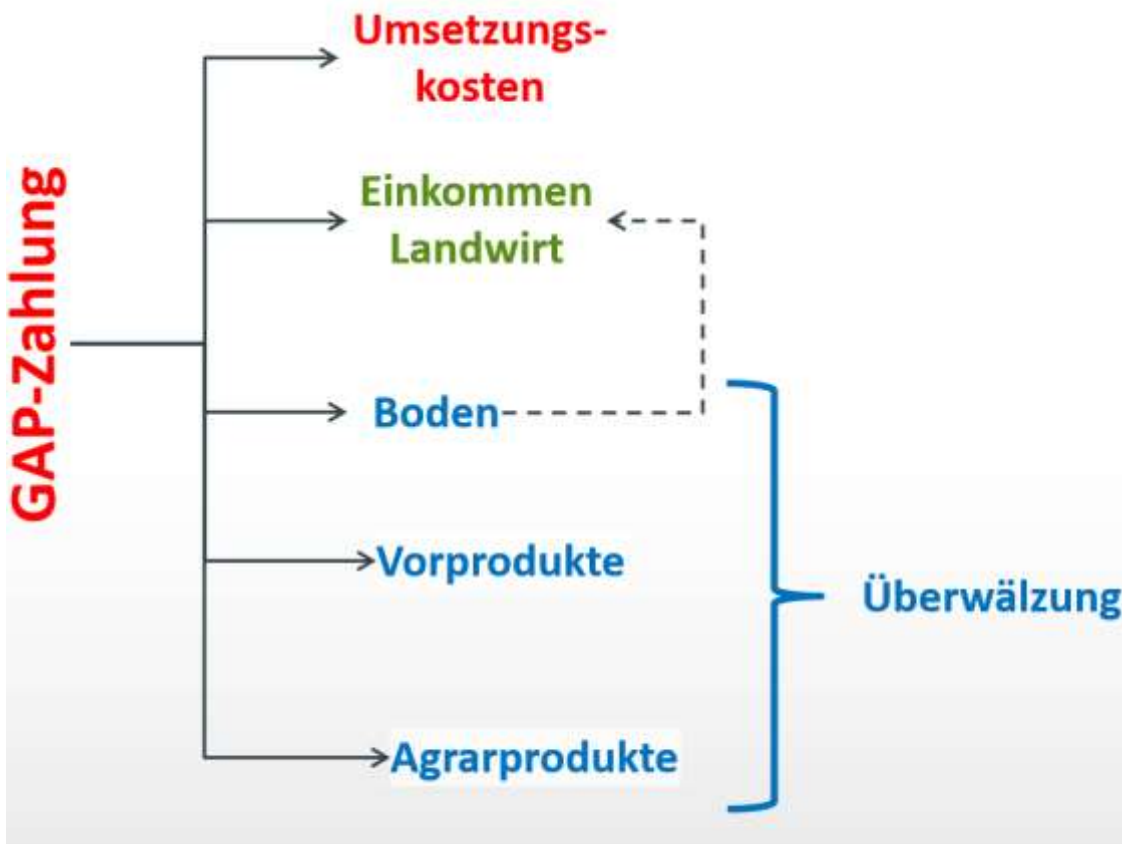 GAP-Zahlung
Umsetzungs-
kosten
Einkommen
Landwirt
Boden
Vorprodukte
Überwälzung
Agrarprodukte